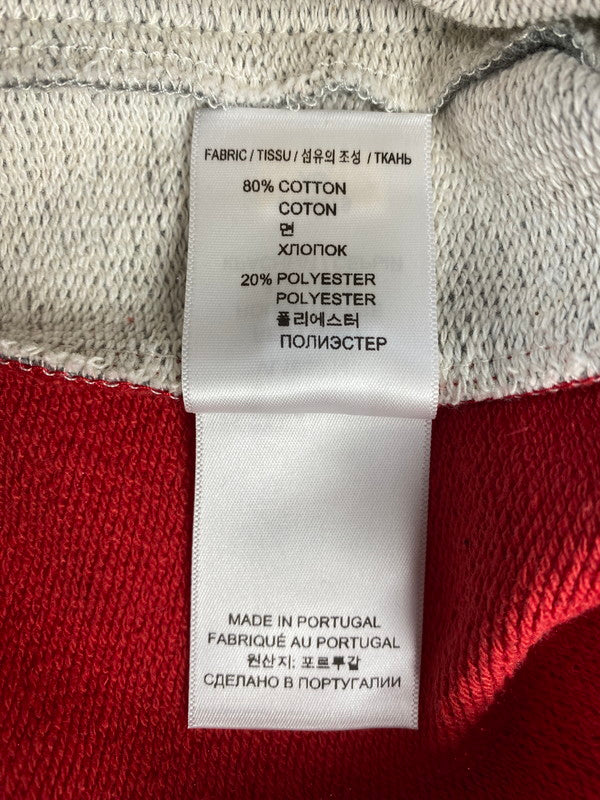 FABRIC / TISSU / 섬유의 조성 / ТКАНЬ
80% COTTON
COTON
면
ХЛОПОК
20% POLYESTER
POLYESTER
폴리에스터
ПОЛИЭСТЕР
MADE IN PORTUGAL
FABRIQUÉ AU PORTUGAL
원산지: 포르투갈
СДЕЛАНО В ПОРТУГАЛИИ